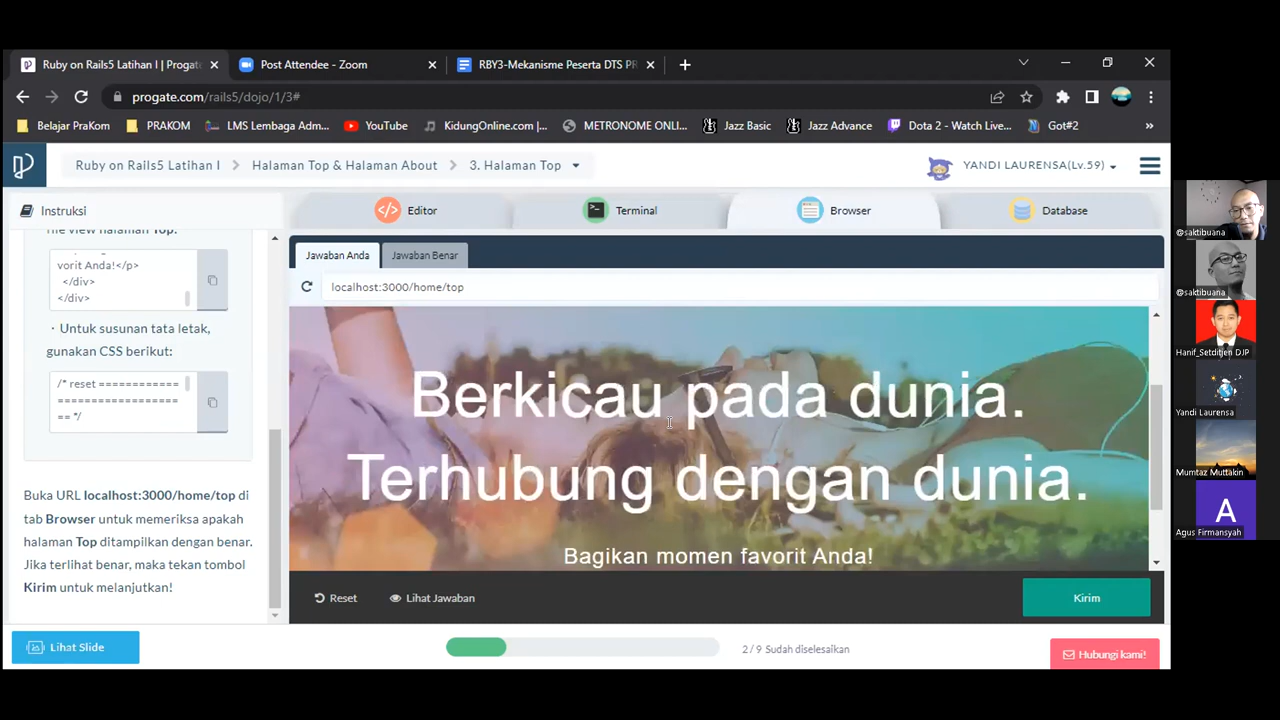 Ruby on Rails5 Latihan I | Progat
Post Attendee - Zoom
RBY3-Mekanisme Peserta DTS PR
progate.com/rails5/dojo/1/3#
Belajar PraKom
PRAKOM
LMS Lembaga Adm...
YouTube
KidungOnline.com |...
METRONOME ONLI...
Jazz Basic
Jazz Advance
Dota 2 - Watch Live...
Got#2
»
Ruby on Rails5 Latihan I
Halaman Top & Halaman About
3. Halaman Top
YANDI LAURENSA(Lv.59)
Instruksi
Editor
Terminal
Browser
Database
file view halaman Top:
vorit Anda!</p>
</div>
</div>
・Untuk susunan tata letak,
gunakan CSS berikut:
/* reset ============
==================
== */
Buka URL localhost:3000/home/top di
tab Browser untuk memeriksa apakah
halaman Top ditampilkan dengan benar.
Jika terlihat benar, maka tekan tombol
Kirim untuk melanjutkan!
Jawaban Anda
Jawaban Benar
localhost:3000/home/top
Berkicau pada dunia.
Terhubung dengan dunia.
Bagikan momen favorit Anda!
Reset
Lihat Jawaban
Kirim
Lihat Slide
2 / 9 Sudah diselesaikan
Hubungi kami!
@saktibuana
@saktibuana
Hanif_Setditjen DJP
Yandi Laurensa
Mumtaz Muttakin
A
Agus Firmansyah